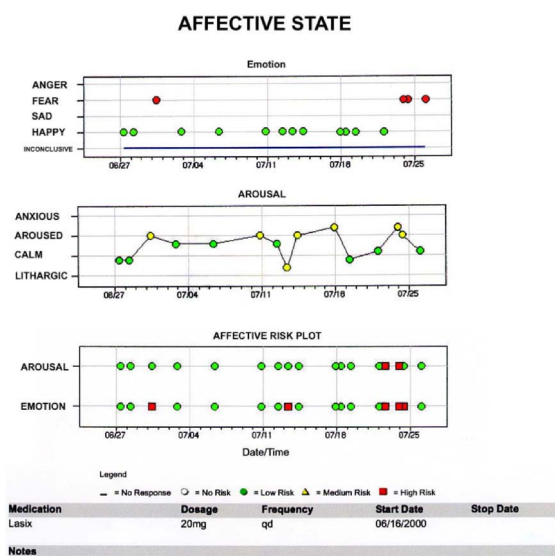 AFFECTIVE STATE
Emotion
ANGER
FEAR
SAD
HAPPY
INCONCLUSIVE
06/27 07/04 07/11 07/18 07/25
AROUSAL
ANXIOUS
AROUSED
CALM
LITHARGIC
06/27 07/04 07/11 07/18 07/25
AFFECTIVE RISK PLOT
AROUSAL
EMOTION
06/27 07/04 07/11 07/18 07/25
Date/Time
Legend
= No Response = No Risk = Low Risk = Medium Risk = High Risk
Medication Dosage Frequency Start Date Stop Date
Lasix 20mg qd 06/16/2000
Notes